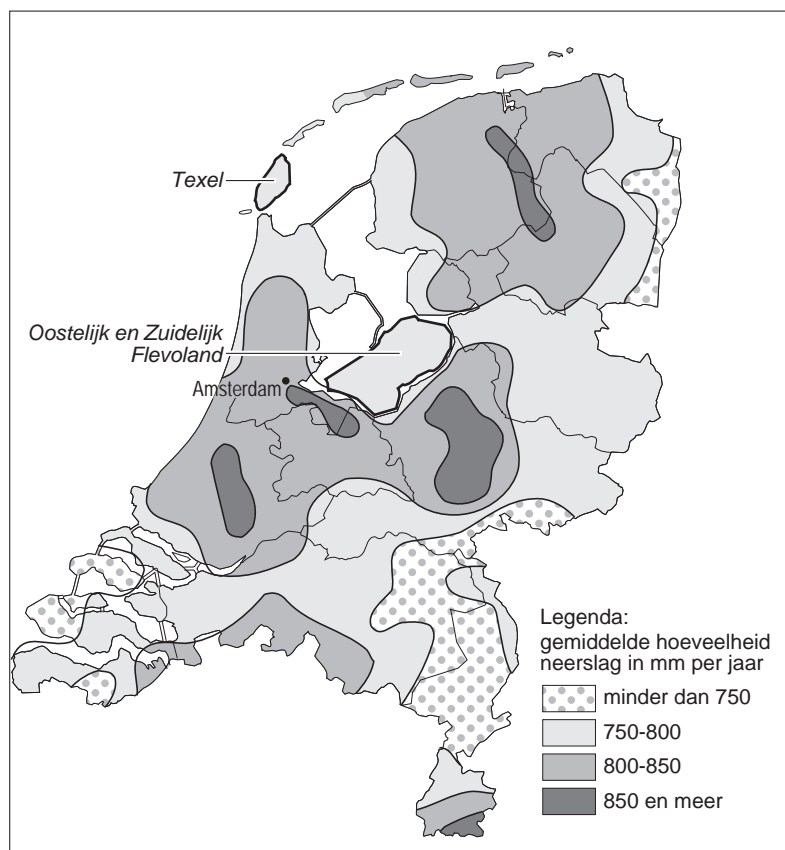 Texel
Oostelijk en Zuidelijk
Flevoland
Amsterdam
Legenda:
gemiddelde hoeveelheid
neerslag in mm per jaar
minder dan 750
750-800
800-850
850 en meer